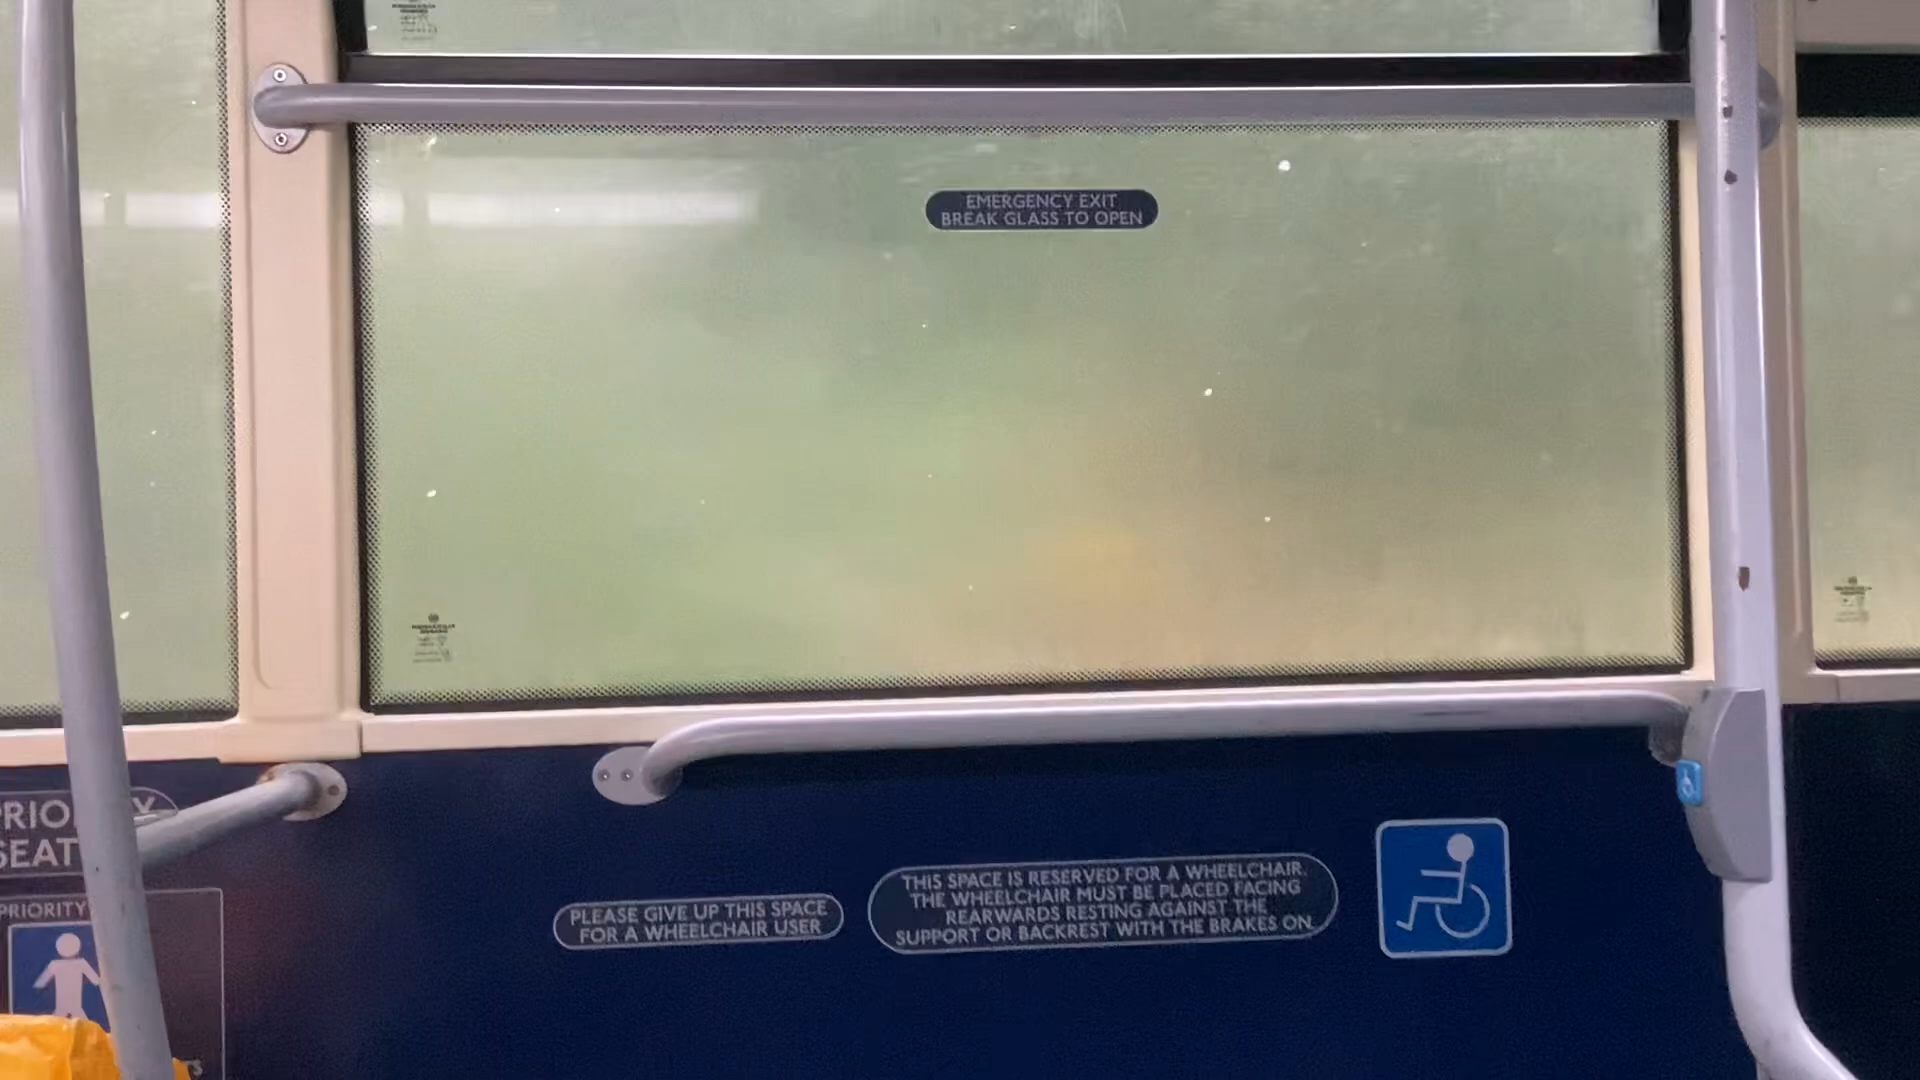 EMERGENCY EXIT
BREAK GLASS TO OPEN
SEAT
PRIORITY
PLEASE GIVE UP THIS SPACE
FOR A WHEELCHAIR USER
THIS SPACE IS RESERVED FOR A WHEELCHAIR.
THE WHEELCHAIR MUST BE PLACED FACING
REARWARDS RESTING AGAINST THE
SUPPORT OR BACKREST WITH THE BRAKES ON